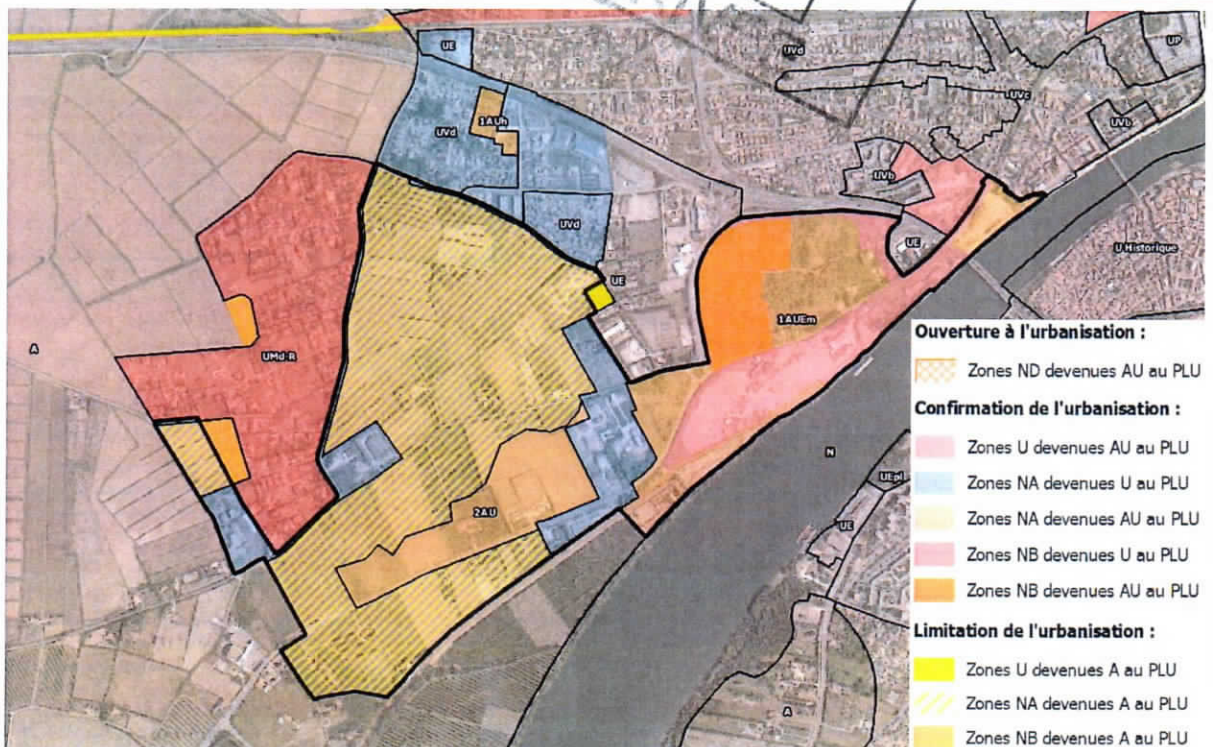 UE
UVd
UP
1AUh
UVd
UVc
UVb
UVb
UVd
UE
U Historique
UE
1AUEm
A
UMd-R
N
UEpl
UE
2AU
A
Ouverture à l'urbanisation :
Zones ND devenues AU au PLU
Confirmation de l'urbanisation :
Zones U devenues AU au PLU
Zones NA devenues U au PLU
Zones NA devenues AU au PLU
Zones NB devenues U au PLU
Zones NB devenues AU au PLU
Limitation de l'urbanisation :
Zones U devenues A au PLU
Zones NA devenues A au PLU
Zones NB devenues A au PLU